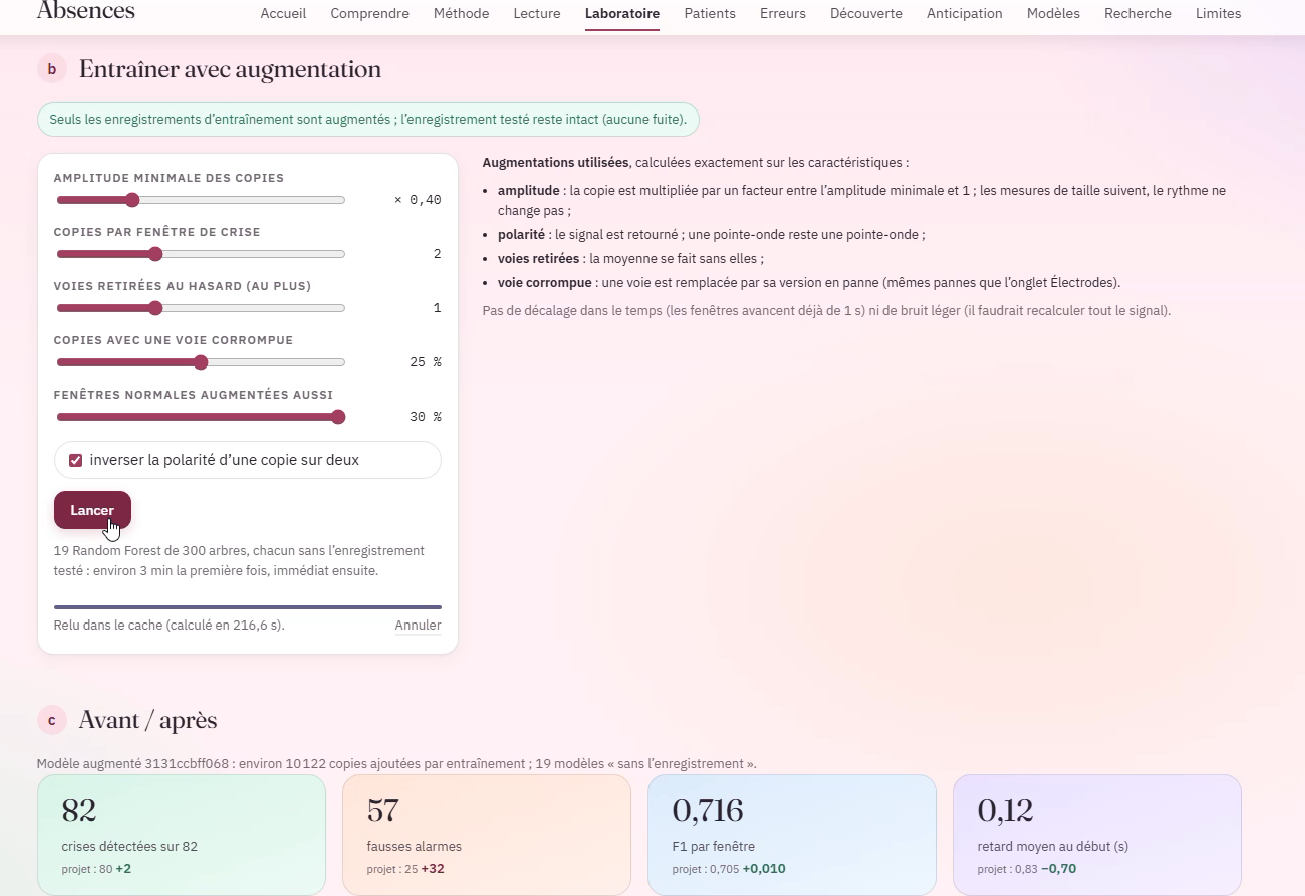 Absences
Accueil Comprendre Méthode Lecture Laboratoire Patients Erreurs Découverte Anticipation Modèles Recherche Limites
b Entraîner avec augmentation
Seuls les enregistrements d’entraînement sont augmentés ; l’enregistrement testé reste intact (aucune fuite).
AMPLITUDE MINIMALE DES COPIES
× 0,40
COPIES PAR FENÊTRE DE CRISE
2
VOIES RETIRÉES AU HASARD (AU PLUS)
1
COPIES AVEC UNE VOIE CORROMPUE
25 %
FENÊTRES NORMALES AUGMENTÉES AUSSI
30 %
inverser la polarité d’une copie sur deux
Lancer
19 Random Forest de 300 arbres, chacun sans l’enregistrement
testé : environ 3 min la première fois, immédiat ensuite.
Relu dans le cache (calculé en 216,6 s). Annuler
Augmentations utilisées, calculées exactement sur les caractéristiques :
• amplitude : la copie est multipliée par un facteur entre l’amplitude minimale et 1 ; les mesures de taille suivent, le rythme ne
change pas ;
• polarité : le signal est retourné ; une pointe-onde reste une pointe-onde ;
• voies retirées : la moyenne se fait sans elles ;
• voie corrompue : une voie est remplacée par sa version en panne (mêmes pannes que l’onglet Électrodes).
Pas de décalage dans le temps (les fenêtres avancent déjà de 1 s) ni de bruit léger (il faudrait recalculer tout le signal).
c Avant / après
Modèle augmenté 3131ccbff068 : environ 10 122 copies ajoutées par entraînement ; 19 modèles « sans l’enregistrement ».
82
crises détectées sur 82
projet : 80 +2
57
fausses alarmes
projet : 25 +32
0,716
F1 par fenêtre
projet : 0,705 +0,010
0,12
retard moyen au début (s)
projet : 0,83 −0,70